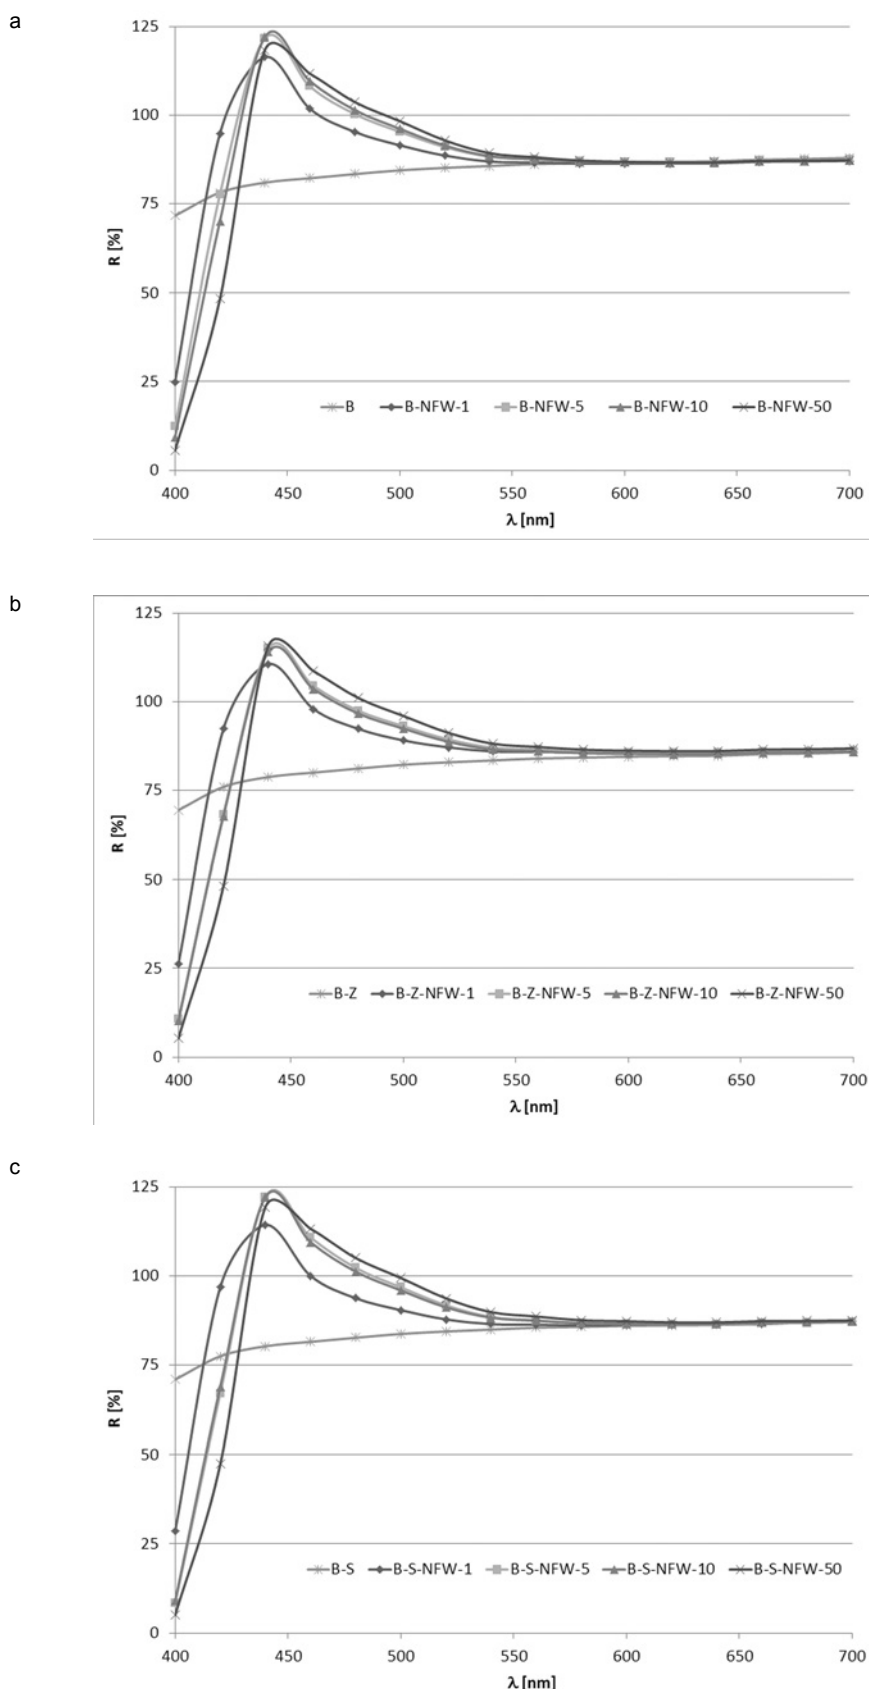 a
125
100
75
50
25
0
R [%]
B B-NFW-1 B-NFW-5 B-NFW-10 B-NFW-50
400 450 500 550 600 650 700
λ [nm]
b
125
100
75
50
25
0
R [%]
B-Z B-Z-NFW-1 B-Z-NFW-5 B-Z-NFW-10 B-Z-NFW-50
400 450 500 550 600 650 700
λ [nm]
c
125
100
75
50
25
0
R [%]
B-S B-S-NFW-1 B-S-NFW-5 B-S-NFW-10 B-S-NFW-50
400 450 500 550 600 650 700
λ [nm]